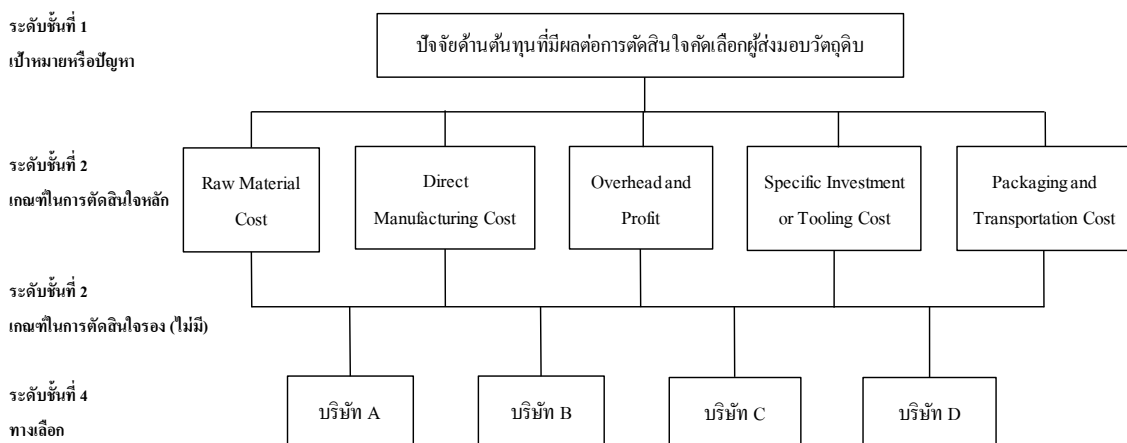 ระดับชั้นที่ 1
เป้าหมายหรือปัญหา
ปัจจัยด้านต้นทุนที่มีผลต่อการตัดสินใจคัดเลือกผู้ส่งมอบวัตถุดิบ
ระดับชั้นที่ 2
เกณฑ์ในการตัดสินใจหลัก
Raw Material
Cost
Direct
Manufacturing Cost
Overhead and
Profit
Specific Investment
or Tooling Cost
Packaging and
Transportation Cost
ระดับชั้นที่ 2
เกณฑ์ในการตัดสินใจรอง (ไม่มี)
ระดับชั้นที่ 4
ทางเลือก
บริษัท A
บริษัท B
บริษัท C
บริษัท D